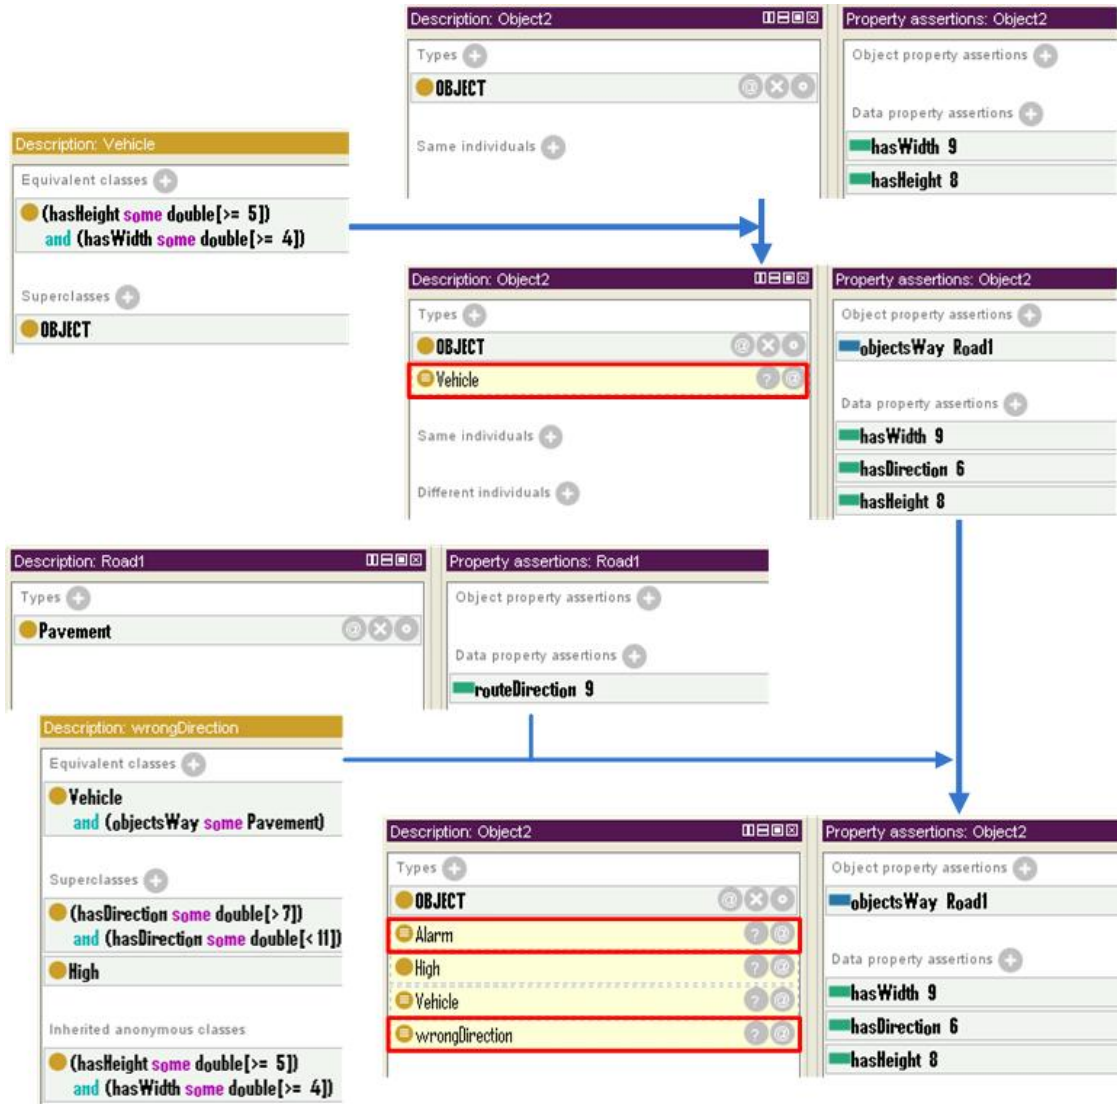 Description: Object2
Types
OBJECT
Same individuals
Property assertions: Object2
Object property assertions
Data property assertions
hasWidth 9
hasHeight 8
Description: Vehicle
Equivalent classes
(hasHeight some double[>= 5])
and (hasWidth some double[>= 4])
Superclasses
OBJECT
Description: Object2
Types
OBJECT
Vehicle
Same individuals
Different individuals
Property assertions: Object2
Object property assertions
objectsWay Road1
Data property assertions
hasWidth 9
hasDirection 6
hasHeight 8
Description: Road1
Types
Pavement
Property assertions: Road1
Object property assertions
Data property assertions
routeDirection 9
Description: wrongDirection
Equivalent classes
Vehicle
and (objectsWay some Pavement)
Superclasses
(hasDirection some double[> 7])
and (hasDirection some double[< 11])
High
Inherited anonymous classes
(hasHeight some double[>= 5])
and (hasWidth some double[>= 4])
Description: Object2
Types
OBJECT
Alarm
High
Vehicle
wrongDirection
Property assertions: Object2
Object property assertions
objectsWay Road1
Data property assertions
hasWidth 9
hasDirection 6
hasHeight 8